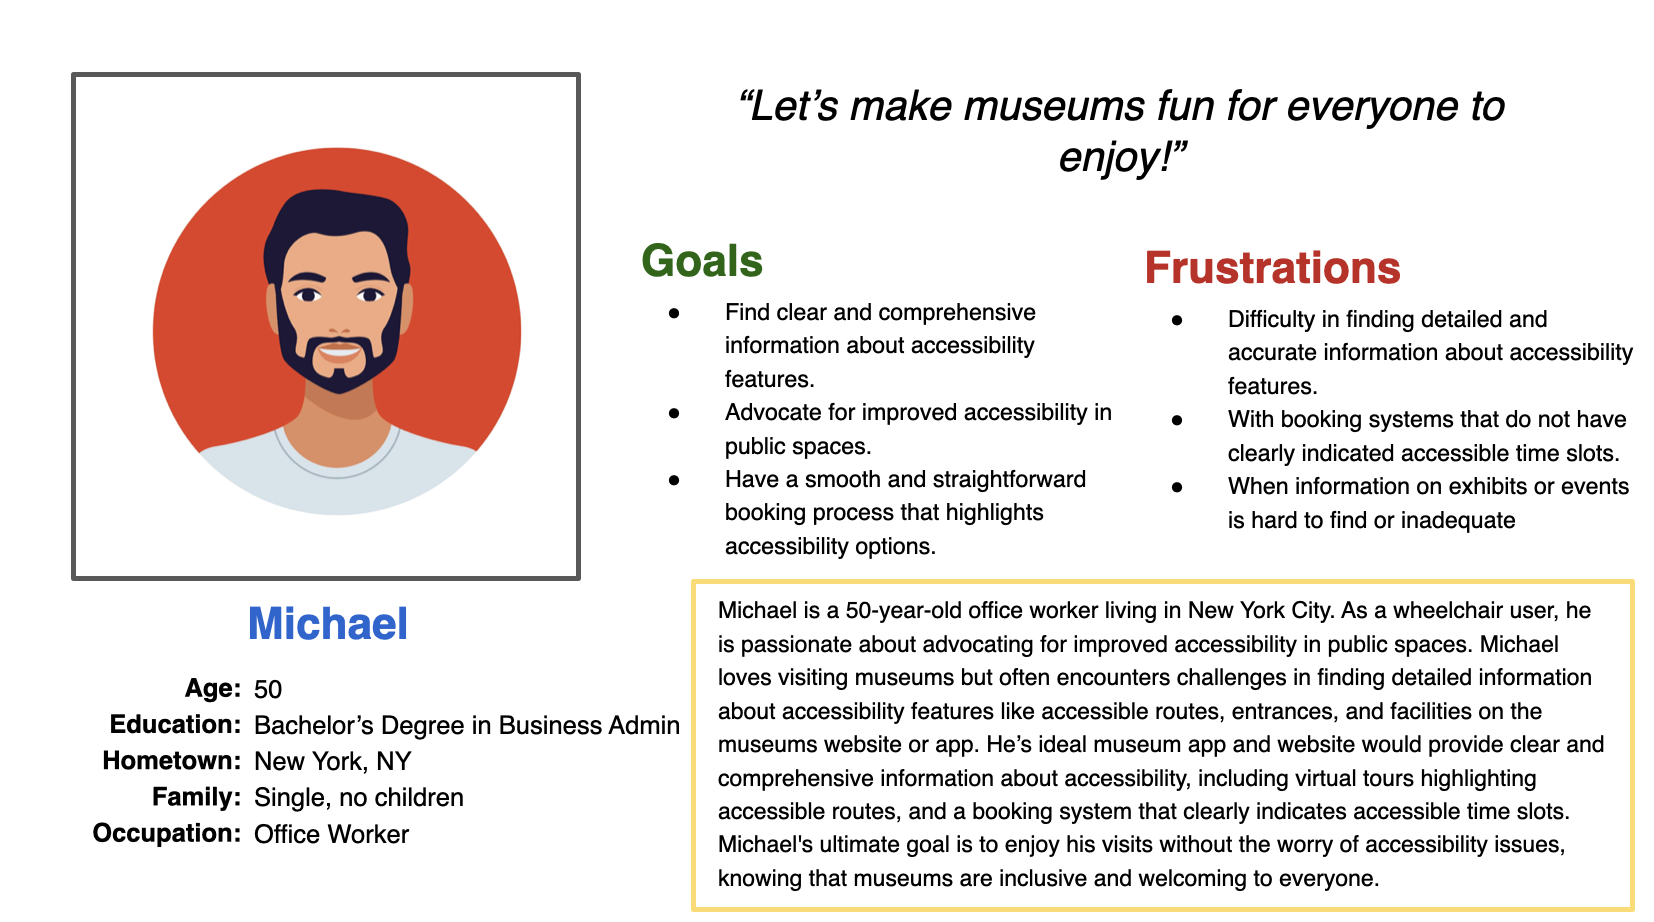 “Let’s make museums fun for everyone to
enjoy!”
Goals
● Find clear and comprehensive
information about accessibility
features.
● Advocate for improved accessibility in
public spaces.
● Have a smooth and straightforward
booking process that highlights
accessibility options.
Frustrations
● Difficulty in finding detailed and
accurate information about accessibility
features.
● With booking systems that do not have
clearly indicated accessible time slots.
● When information on exhibits or events
is hard to find or inadequate
Michael
Age: 50
Education: Bachelor’s Degree in Business Admin
Hometown: New York, NY
Family: Single, no children
Occupation: Office Worker
Michael is a 50-year-old office worker living in New York City. As a wheelchair user, he
is passionate about advocating for improved accessibility in public spaces. Michael
loves visiting museums but often encounters challenges in finding detailed information
about accessibility features like accessible routes, entrances, and facilities on the
museums website or app. He’s ideal museum app and website would provide clear and
comprehensive information about accessibility, including virtual tours highlighting
accessible routes, and a booking system that clearly indicates accessible time slots.
Michael's ultimate goal is to enjoy his visits without the worry of accessibility issues,
knowing that museums are inclusive and welcoming to everyone.